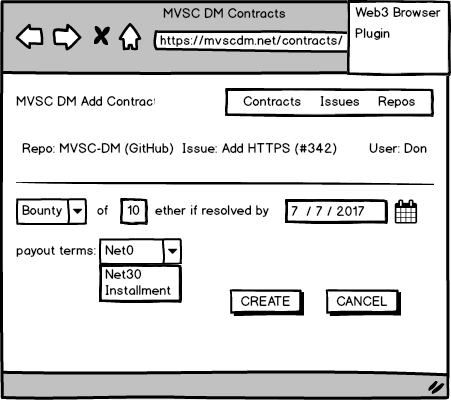 MVSC DM Contracts
Web3 Browser
Plugin
https://mvscdm.net/contracts/
MVSC DM Add Contrac
Contracts Issues Repos
Repo: MVSC-DM (GitHub) Issue: Add HTTPS (#342) User: Don
Bounty of 10 ether if resolved by 7 / 7 / 2017
payout terms: Net0
Net30
Installment
CREATE CANCEL